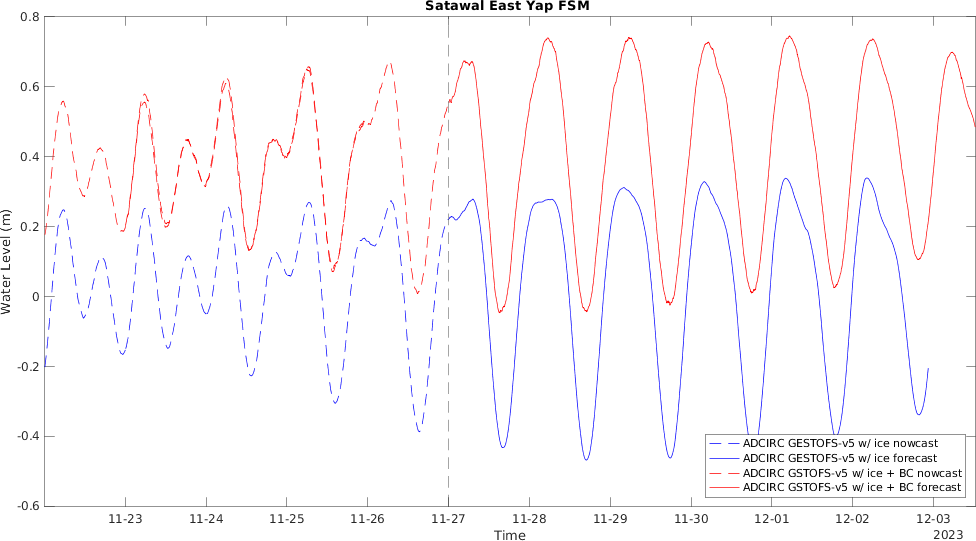 Satawal East Yap FSM
0.8
0.6
0.4
0.2
0
-0.2
-0.4
-0.6
Water Level (m)
ADCIRC GESTOFS-v5 w/ ice nowcast
ADCIRC GESTOFS-v5 w/ ice forecast
ADCIRC GSTOFS-v5 w/ ice + BC nowcast
ADCIRC GSTOFS-v5 w/ ice + BC forecast
11-23 11-24 11-25 11-26 11-27 11-28 11-29 11-30 12-01 12-02 12-03
Time
2023